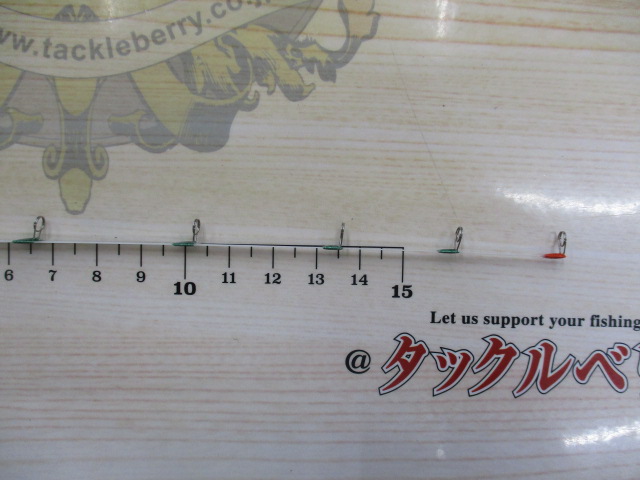 www.tackleberry.co
6 7 8 9 10 11 12 13 14 15
Let us support your fishing
@ タックルベ